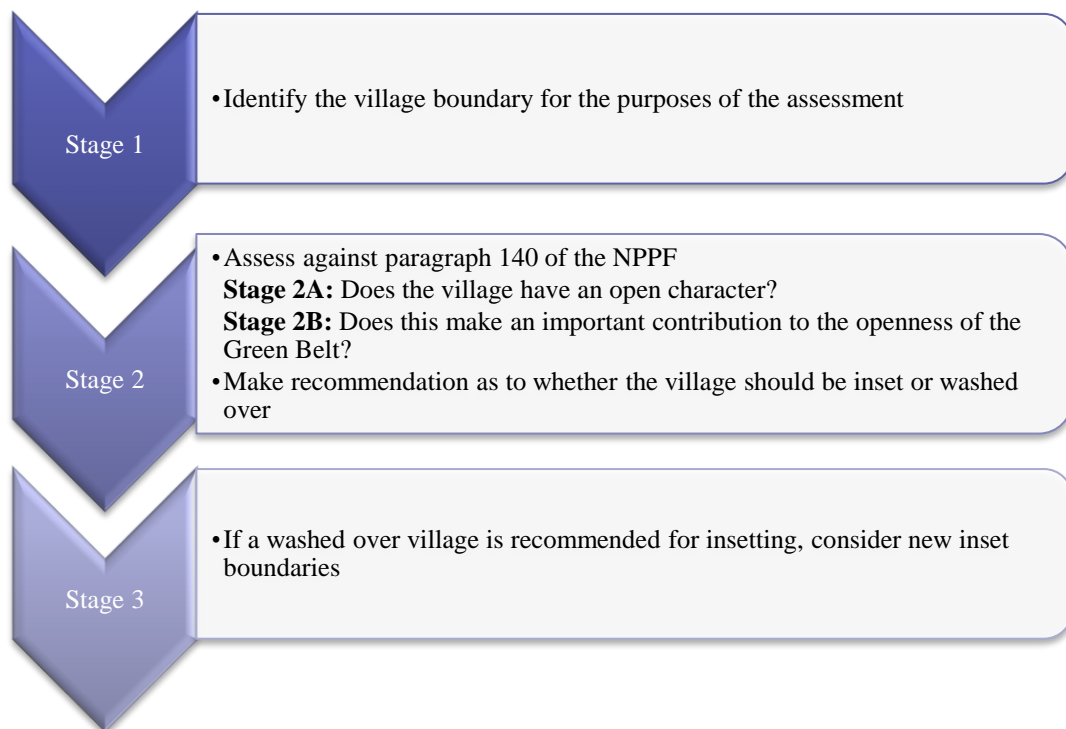 Stage 1
•Identify the village boundary for the purposes of the assessment
Stage 2
•Assess against paragraph 140 of the NPPF
Stage 2A: Does the village have an open character?
Stage 2B: Does this make an important contribution to the openness of the
Green Belt?
•Make recommendation as to whether the village should be inset or washed
over
Stage 3
•If a washed over village is recommended for insetting, consider new inset
boundaries